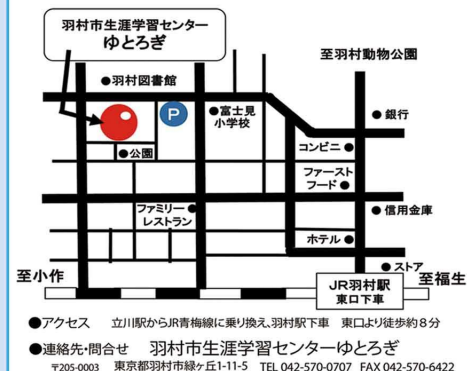 羽村市生涯学習センター
ゆとろぎ
至羽村動物公園
●羽村図書館
P
●富士見
小学校
●銀行
コンビニ●
●公園
ファースト
フード●
ファミリー●
レストラン
●信用金庫
ホテル●
●ストア
至小作
JR羽村駅
東口下車
至福生
●アクセス 立川駅からJR青梅線に乗り換え、羽村駅下車 東口より徒歩約8分
●連絡先・問合せ 羽村市生涯学習センターゆとろぎ
〒205-0003 東京都羽村市緑ヶ丘1-11-5 TEL 042-570-0707 FAX 042-570-6422